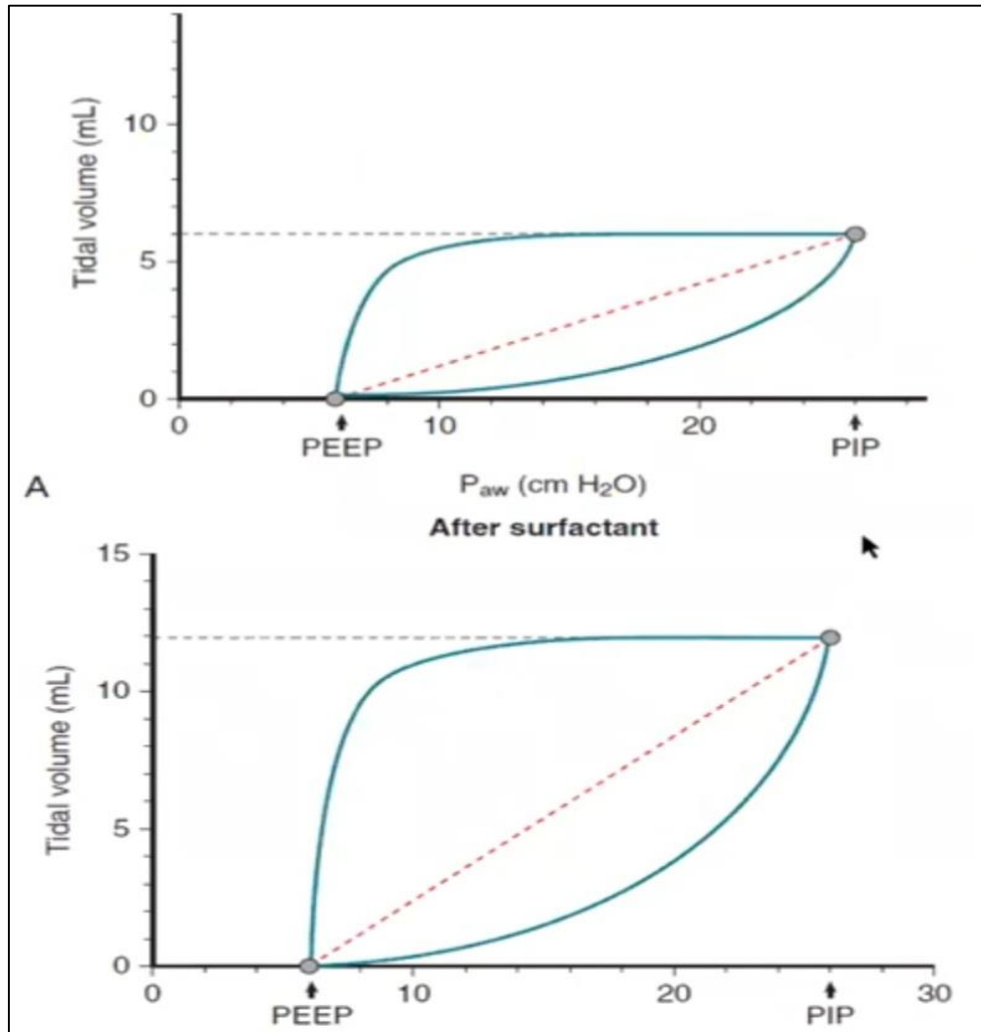 Tidal volume (mL)
10
5
0
0 10 20
PEEP PIP
A
P_aw (cm H₂O)
After surfactant
Tidal volume (mL)
15
10
5
0
0 10 20 30
PEEP PIP